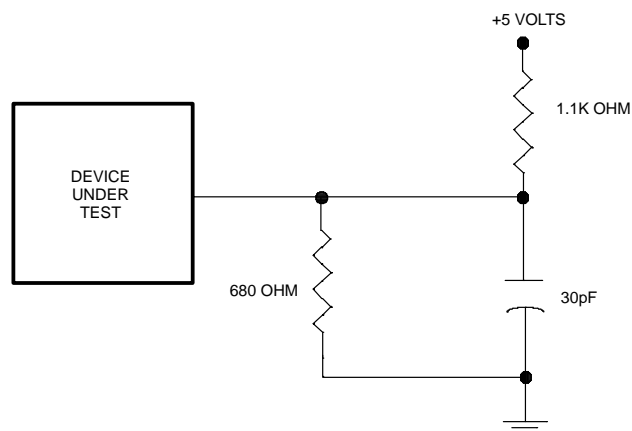 +5 VOLTS
1.1K OHM
DEVICE
UNDER
TEST
680 OHM
30pF